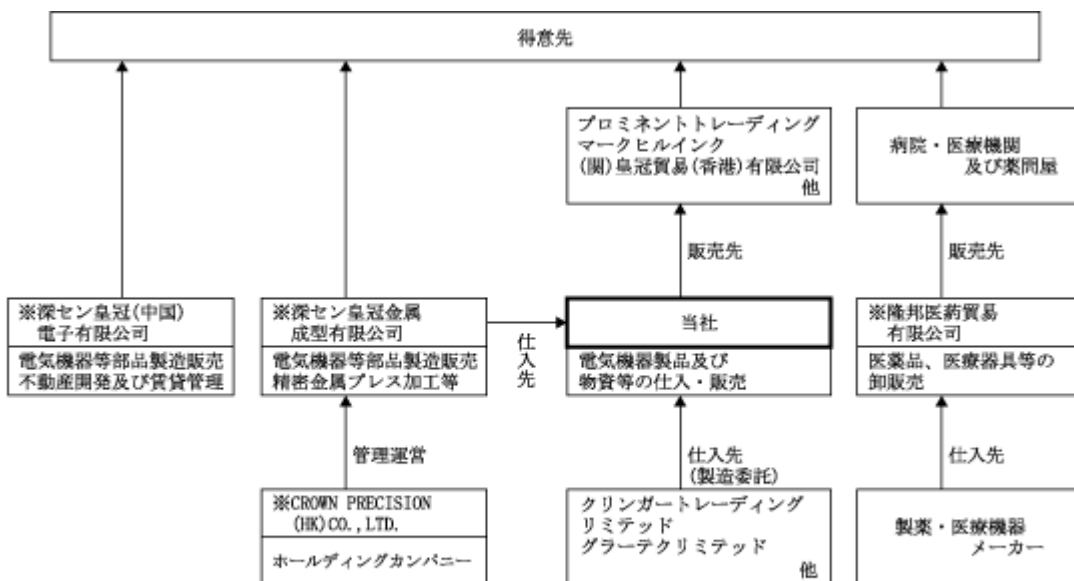 得意先
プロミネントトレーディング
マークヒルインク
(関)皇冠貿易(香港)有限公司
他
病院・医療機関
及び薬問屋
販売先
販売先
※深セン皇冠(中国)
電子有限公司
電気機器等部品製造販売
不動産開発及び賃貸管理
※深セン皇冠金属
成型有限公司
電気機器等部品製造販売
精密金属プレス加工等
仕入先
当社
電気機器製品及び
物資等の仕入・販売
※隆邦医葯貿易
有限公司
医薬品、医療器具等の
卸販売
管理運営
仕入先
(製造委託)
仕入先
※CROWN PRECISION
(HK)CO.,LTD.
ホールディングカンパニー
クリンガートレーディング
リミテッド
グラーテクリミテッド
他
製薬・医療機器
メーカー